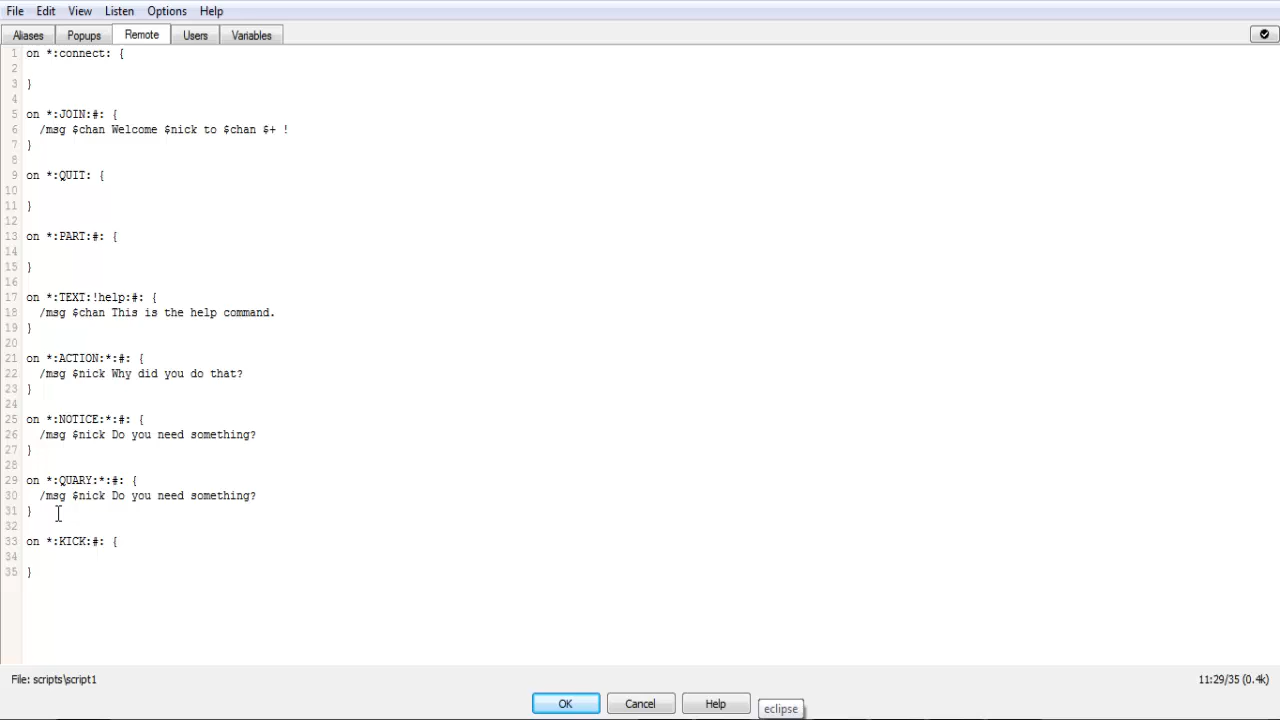 File Edit View Listen Options Help
Aliases Popups Remote Users Variables
1 on *:connect: {
2
3 }
4
5 on *:JOIN:#: {
6 /msg $chan Welcome $nick to $chan $+ !
7 }
8
9 on *:QUIT: {
10
11 }
12
13 on *:PART:#: {
14
15 }
16
17 on *:TEXT:!help:#: {
18 /msg $chan This is the help command.
19 }
20
21 on *:ACTION:*:#: {
22 /msg $nick Why did you do that?
23 }
24
25 on *:NOTICE:*:#: {
26 /msg $nick Do you need something?
27 }
28
29 on *:QUARY:*:#: {
30 /msg $nick Do you need something?
31 }
32
33 on *:KICK:#: {
34
35 }
File: scripts\script1 11:29/35 (0.4k)
OK Cancel Help eclipse